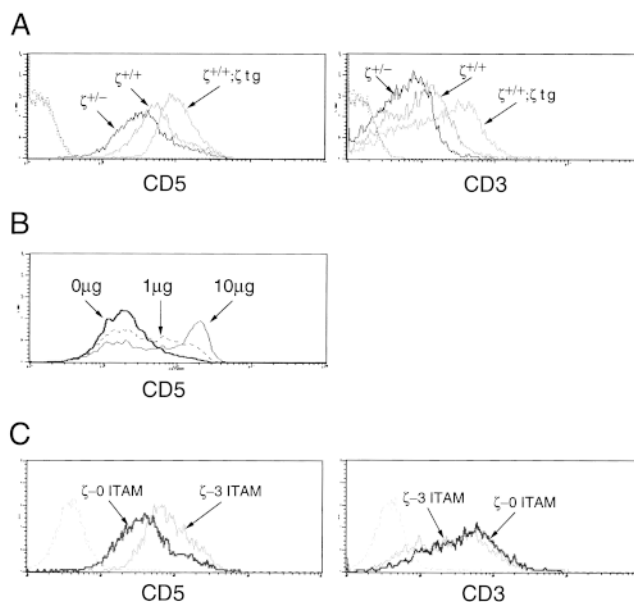 A
ζ+/+
ζ+/+;ζ tg
ζ+/-
CD5
ζ+/-
ζ+/+
ζ+/+;ζ tg
CD3
B
0μg
1μg
10μg
CD5
C
ζ-0 ITAM
ζ-3 ITAM
CD5
ζ-3 ITAM
ζ-0 ITAM
CD3